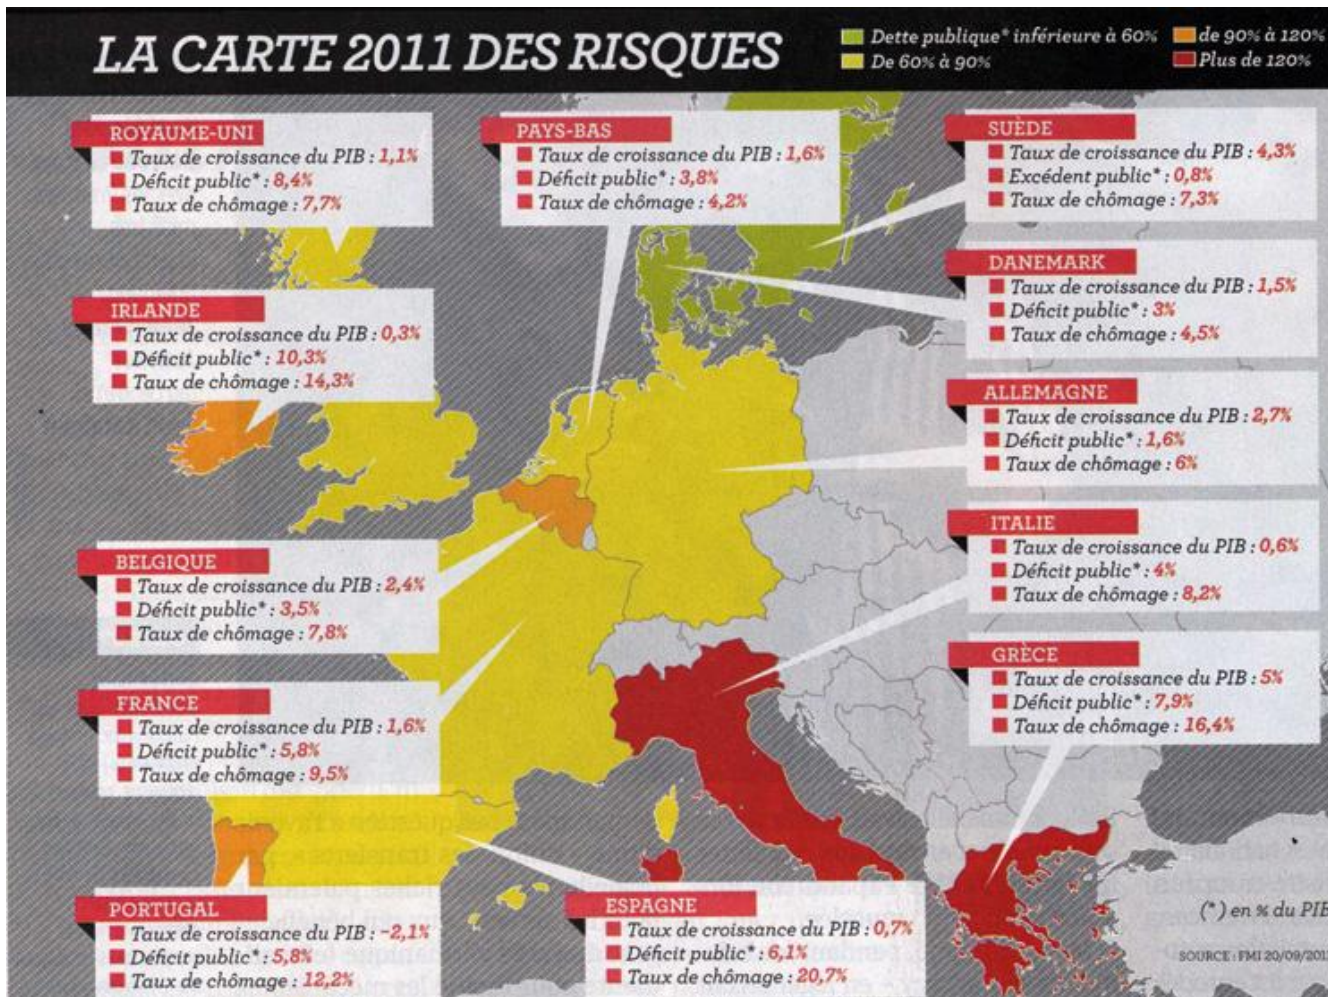 LA CARTE 2011 DES RISQUES
Dette publique* inférieure à 60%
De 60% à 90%
de 90% à 120%
Plus de 120%
ROYAUME-UNI
Taux de croissance du PIB : 1,1%
Déficit public* : 8,4%
Taux de chômage : 7,7%
PAYS-BAS
Taux de croissance du PIB : 1,6%
Déficit public* : 3,8%
Taux de chômage : 4,2%
SUÈDE
Taux de croissance du PIB : 4,3%
Excédent public* : 0,8%
Taux de chômage : 7,3%
DANEMARK
Taux de croissance du PIB : 1,5%
Déficit public* : 3%
Taux de chômage : 4,5%
IRLANDE
Taux de croissance du PIB : 0,3%
Déficit public* : 10,3%
Taux de chômage : 14,3%
ALLEMAGNE
Taux de croissance du PIB : 2,7%
Déficit public* : 1,6%
Taux de chômage : 6%
ITALIE
Taux de croissance du PIB : 0,6%
Déficit public* : 4%
Taux de chômage : 8,2%
BELGIQUE
Taux de croissance du PIB : 2,4%
Déficit public* : 3,5%
Taux de chômage : 7,8%
GRÈCE
Taux de croissance du PIB : 5%
Déficit public* : 7,9%
Taux de chômage : 16,4%
FRANCE
Taux de croissance du PIB : 1,6%
Déficit public* : 5,8%
Taux de chômage : 9,5%
PORTUGAL
Taux de croissance du PIB : -2,1%
Déficit public* : 5,8%
Taux de chômage : 12,2%
ESPAGNE
Taux de croissance du PIB : 0,7%
Déficit public* : 6,1%
Taux de chômage : 20,7%
(*) en % du PIB
SOURCE : FMI 20/09/201